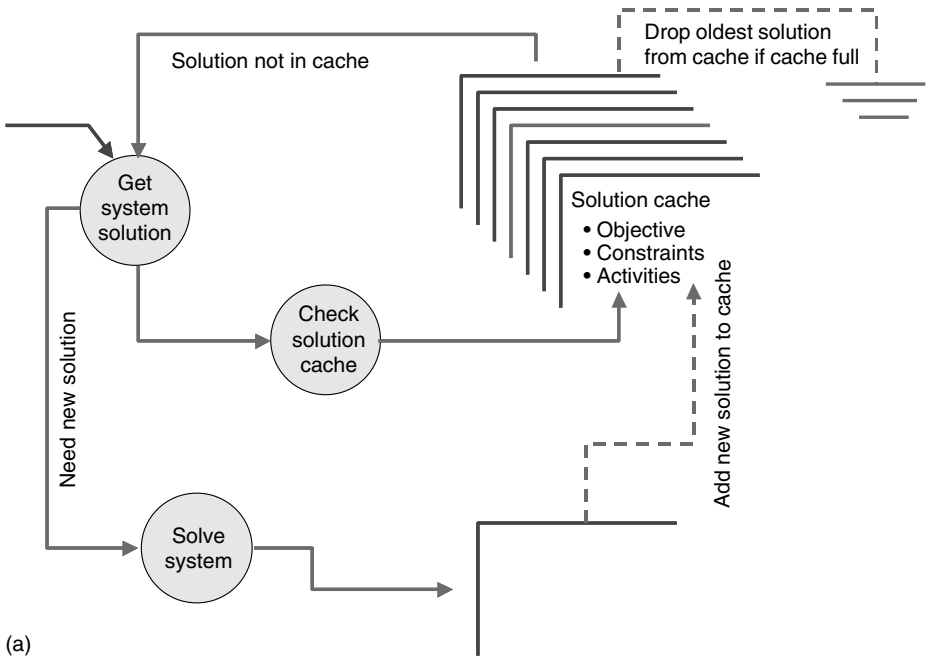 Solution not in cache
Drop oldest solution
from cache if cache full
Get
system
solution
Solution cache
• Objective
• Constraints
• Activities
Check
solution
cache
Need new solution
Add new solution to cache
Solve
system
(a)